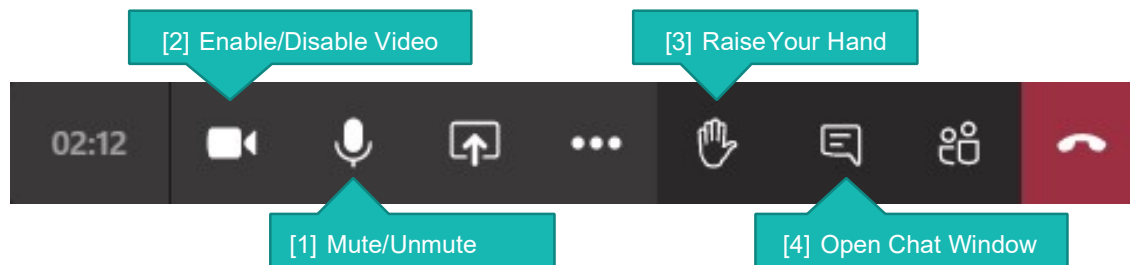 [2] Enable/Disable Video
[3] RaiseYour Hand
02:12
[1] Mute/Unmute
[4] Open Chat Window